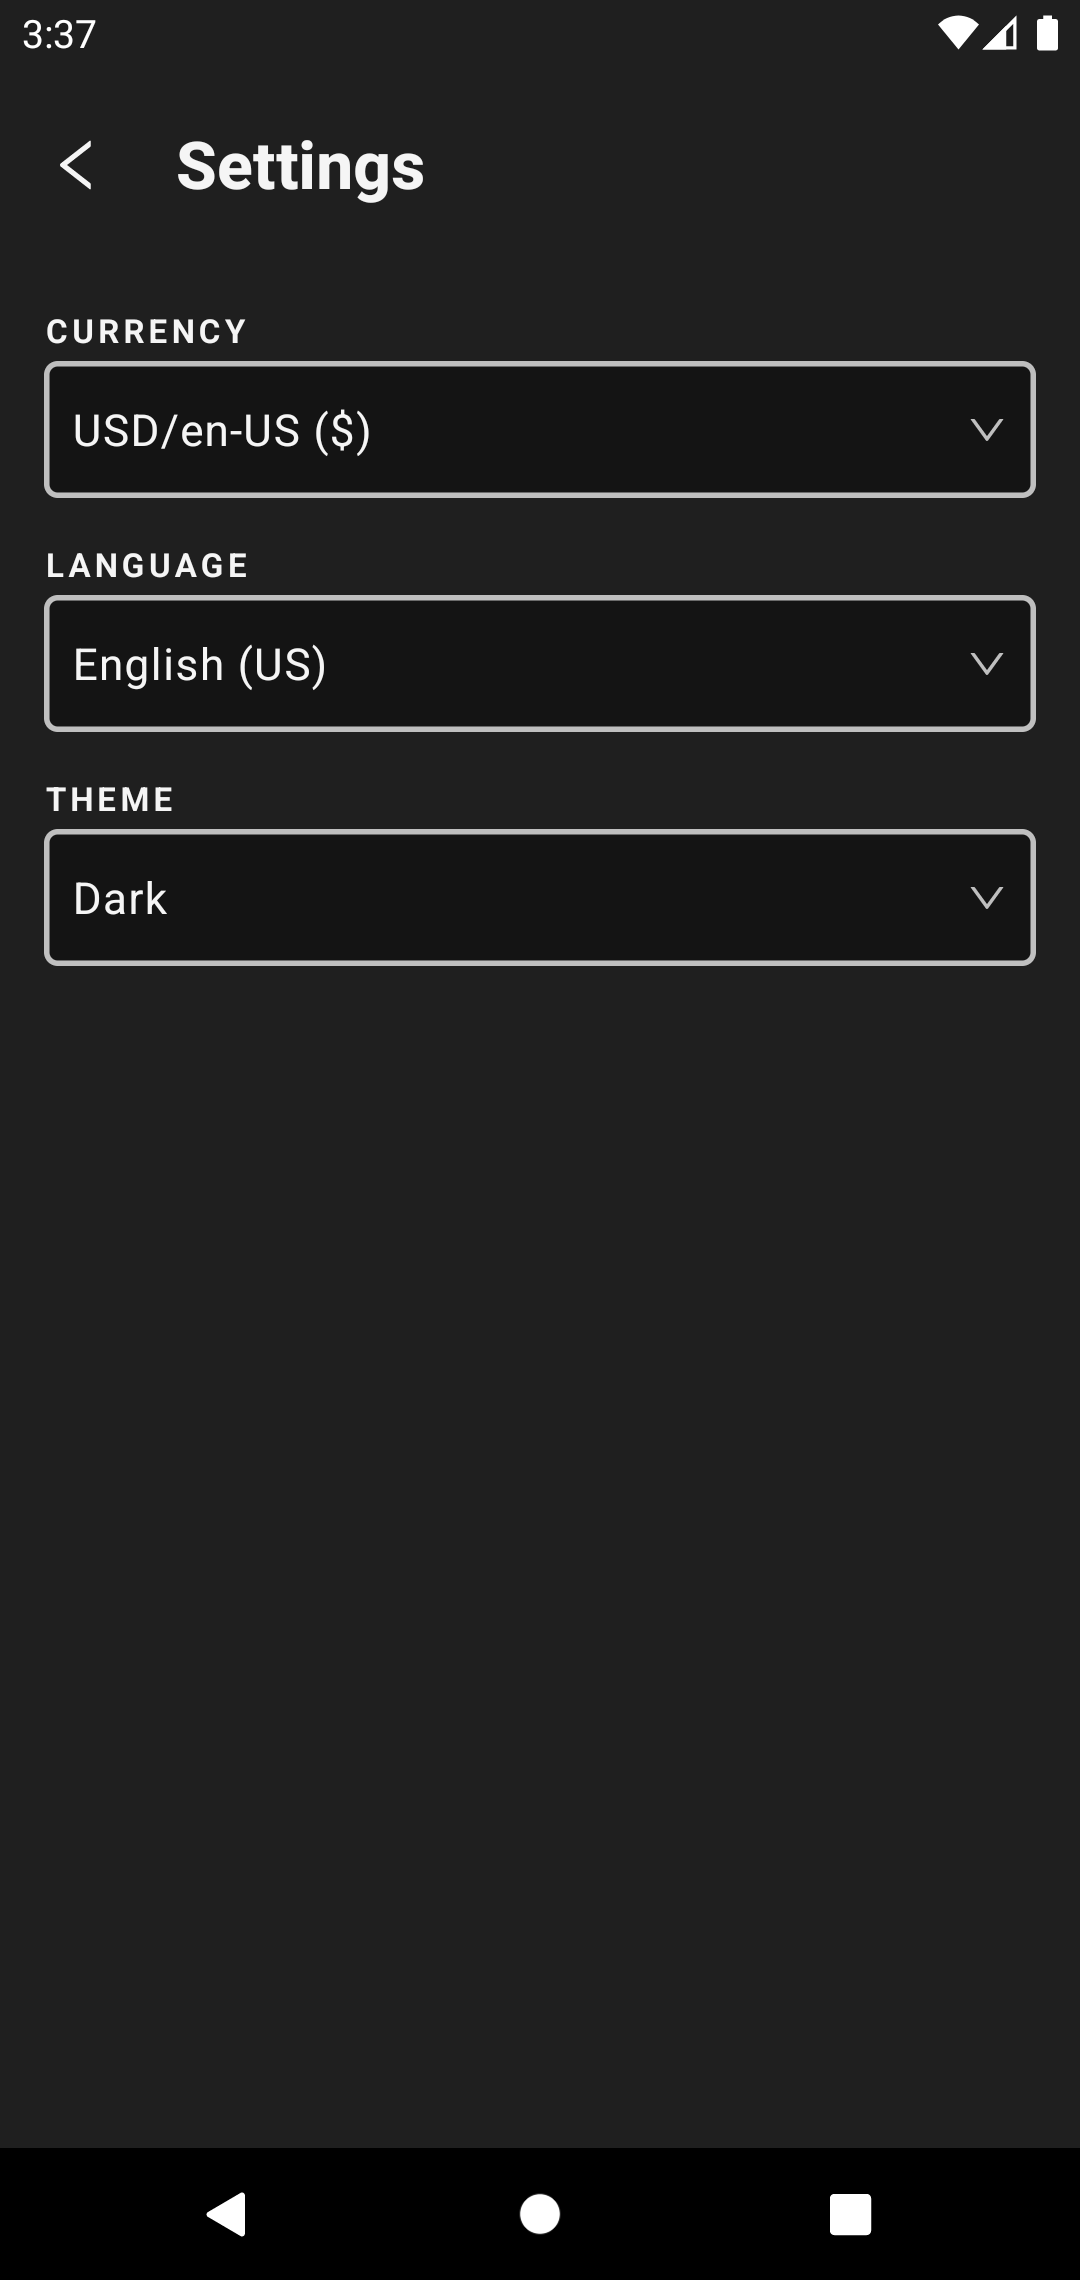 3:37
Settings
CURRENCY
USD/en-US ($)
LANGUAGE
English (US)
THEME
Dark